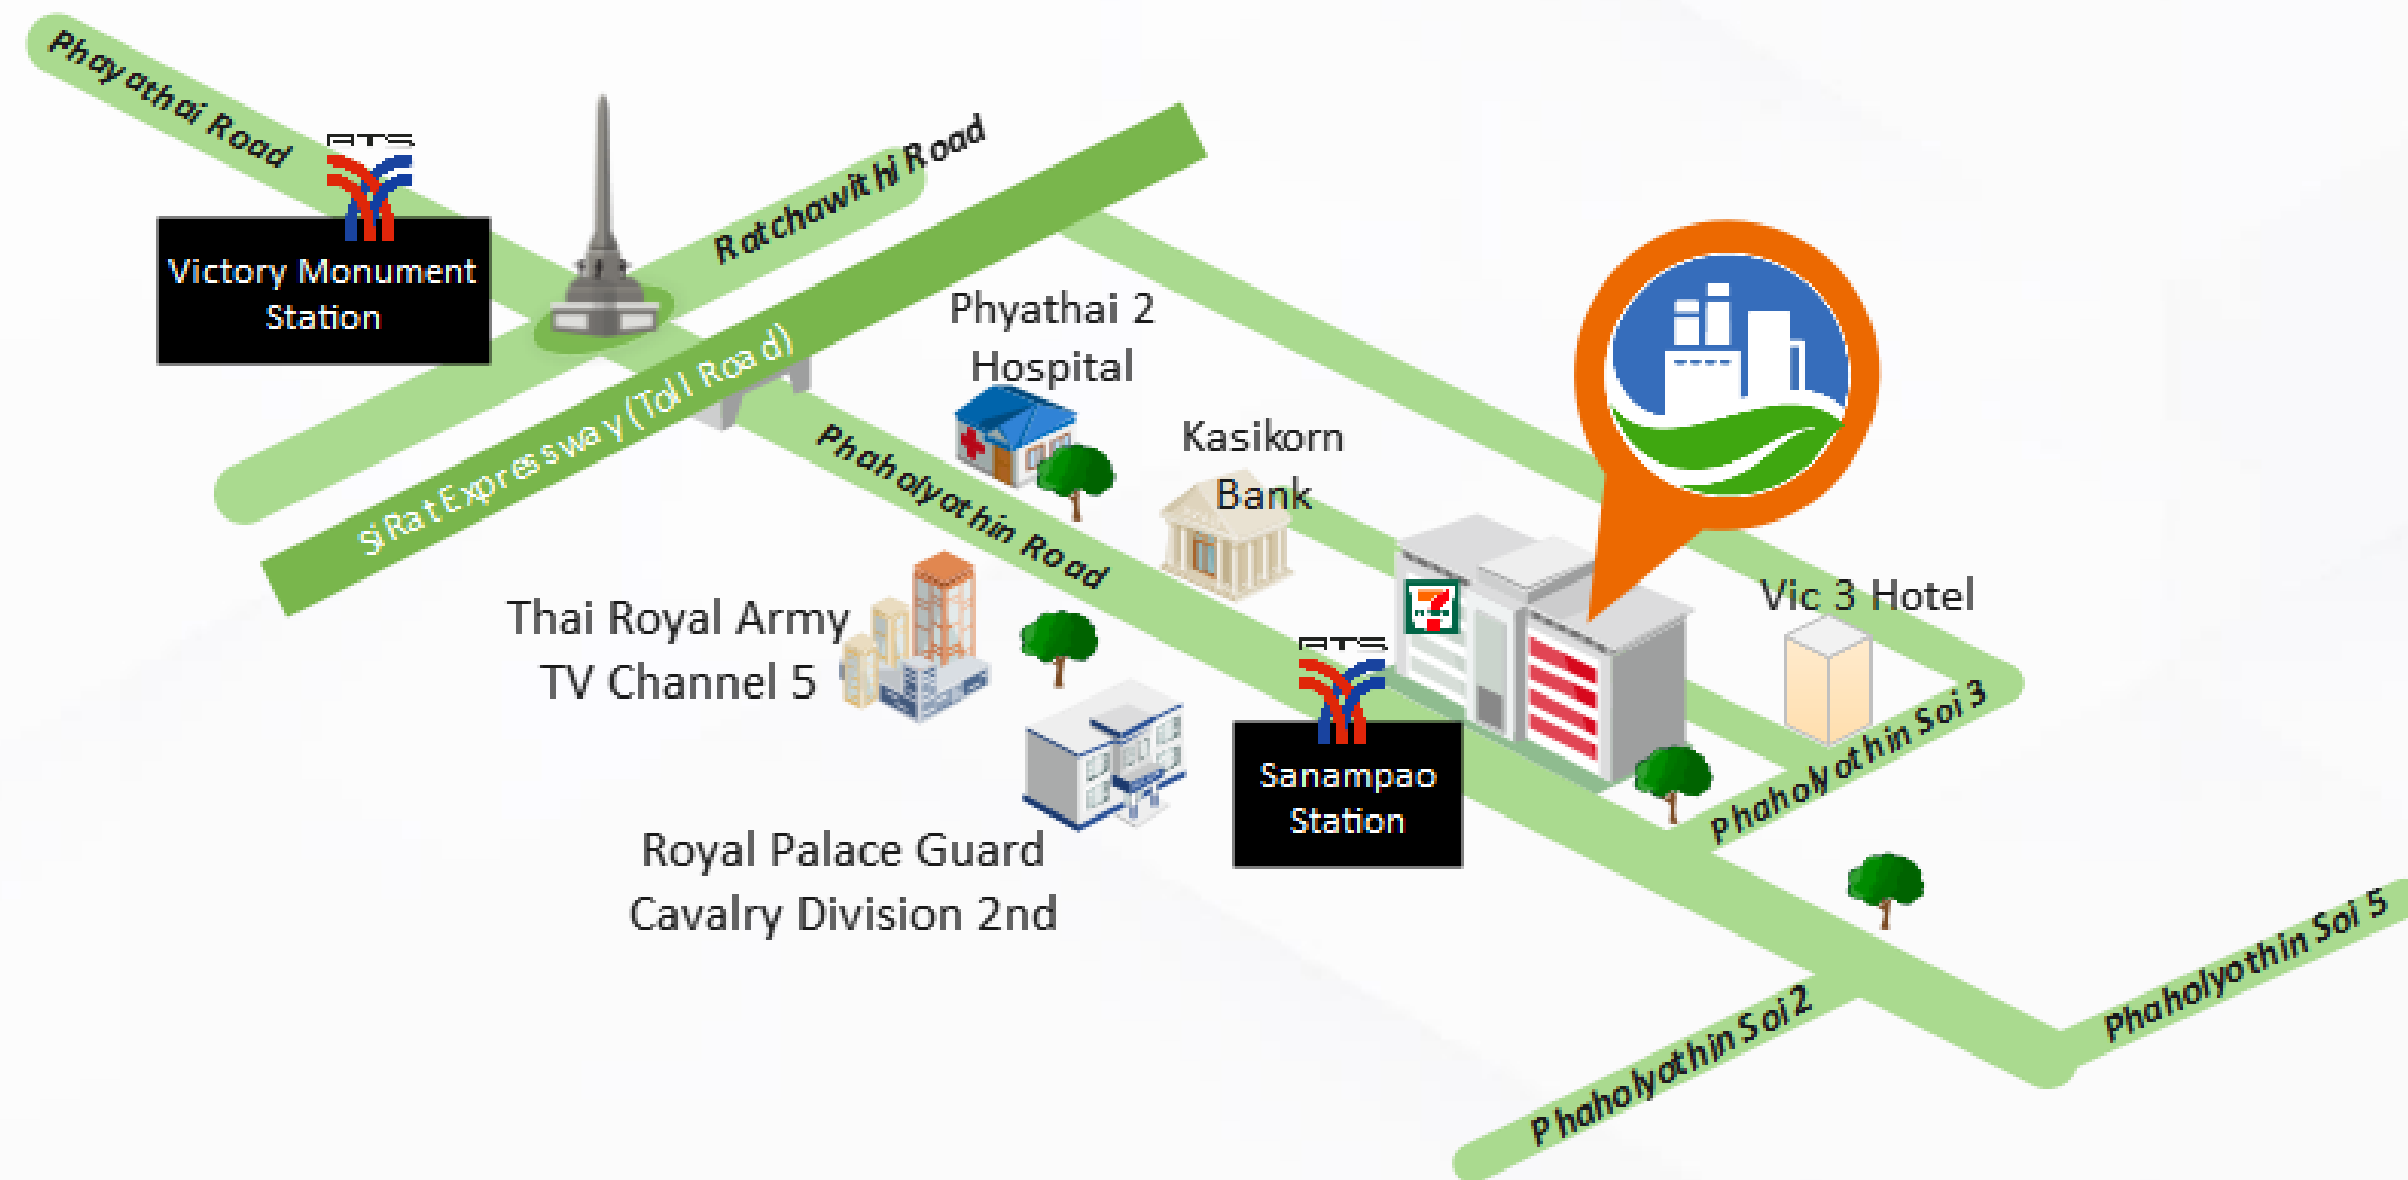 Phayathai Road
BTS
Victory Monument
Station
Ratchawithi Road
SiRat Expressway (Toll Road)
Phyathai 2
Hospital
Phaholyothin Road
Kasikorn
Bank
Thai Royal Army
TV Channel 5
Royal Palace Guard
Cavalry Division 2nd
BTS
Sanampao
Station
7
Vic 3 Hotel
Phaholyothin Soi 3
Phaholyothin Soi 5
Phaholyothin Soi 2